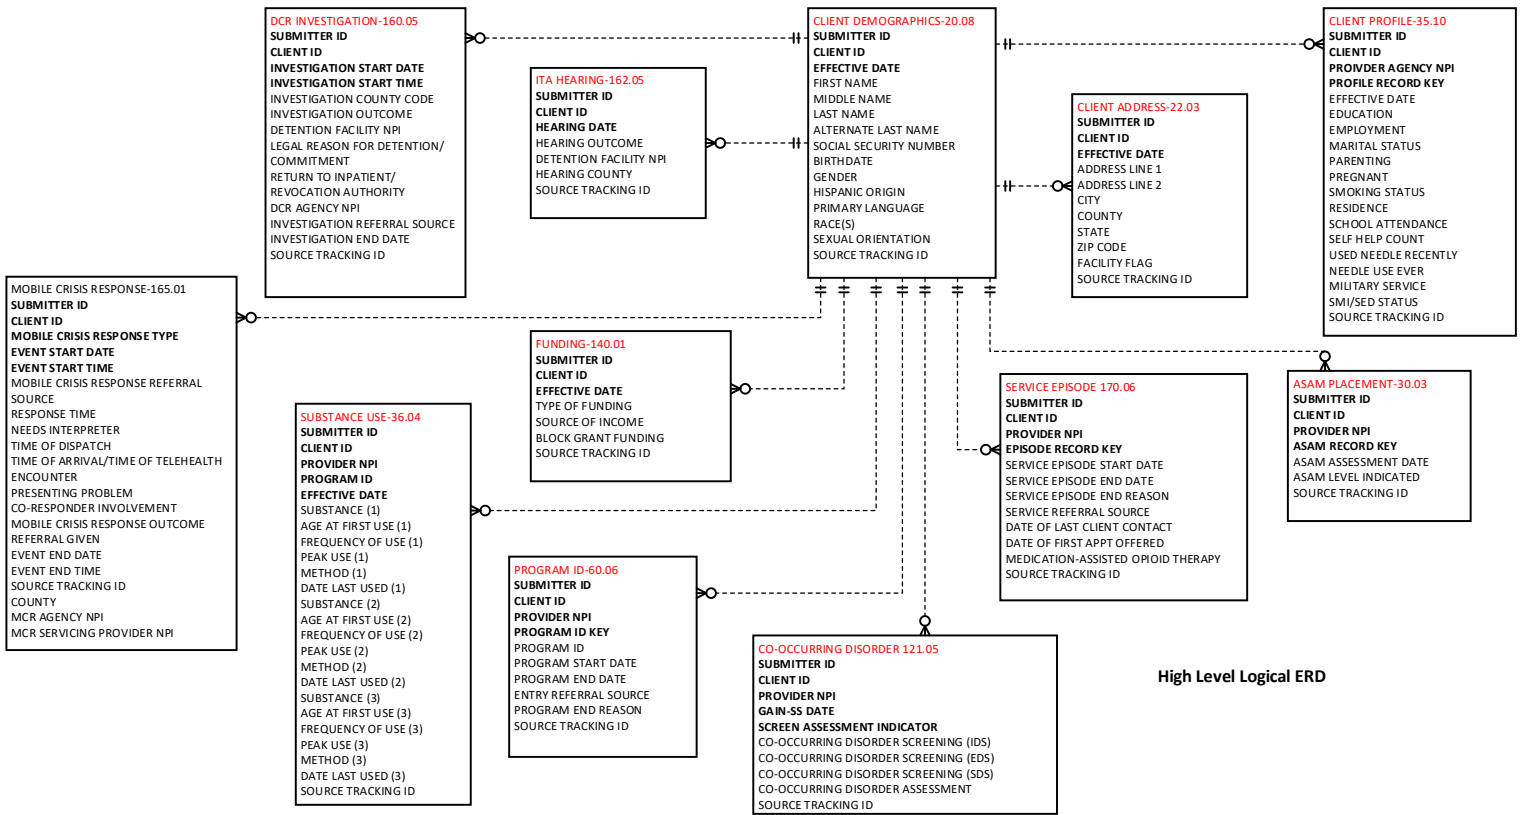 DCR INVESTIGATION-160.05
SUBMITTER ID
CLIENT ID
INVESTIGATION START DATE
INVESTIGATION START TIME
INVESTIGATION COUNTY CODE
INVESTIGATION OUTCOME
DETENTION FACILITY NPI
LEGAL REASON FOR DETENTION/
COMMITMENT
RETURN TO INPATIENT/
REVOCATION AUTHORITY
DCR AGENCY NPI
INVESTIGATION REFERRAL SOURCE
INVESTIGATION END DATE
SOURCE TRACKING ID
ITA HEARING-162.05
SUBMITTER ID
CLIENT ID
HEARING DATE
HEARING OUTCOME
DETENTION FACILITY NPI
HEARING COUNTY
SOURCE TRACKING ID
CLIENT DEMOGRAPHICS-20.08
SUBMITTER ID
CLIENT ID
EFFECTIVE DATE
FIRST NAME
MIDDLE NAME
LAST NAME
ALTERNATE LAST NAME
SOCIAL SECURITY NUMBER
BIRTHDATE
GENDER
HISPANIC ORIGIN
PRIMARY LANGUAGE
RACE(S)
SEXUAL ORIENTATION
SOURCE TRACKING ID
CLIENT ADDRESS-22.03
SUBMITTER ID
CLIENT ID
EFFECTIVE DATE
ADDRESS LINE 1
ADDRESS LINE 2
CITY
COUNTY
STATE
ZIP CODE
FACILITY FLAG
SOURCE TRACKING ID
CLIENT PROFILE-35.10
SUBMITTER ID
CLIENT ID
PROIVDER AGENCY NPI
PROFILE RECORD KEY
EFFECTIVE DATE
EDUCATION
EMPLOYMENT
MARITAL STATUS
PARENTING
PREGNANT
SMOKING STATUS
RESIDENCE
SCHOOL ATTENDANCE
SELF HELP COUNT
USED NEEDLE RECENTLY
NEEDLE USE EVER
MILITARY SERVICE
SMI/SED STATUS
SOURCE TRACKING ID
MOBILE CRISIS RESPONSE-165.01
SUBMITTER ID
CLIENT ID
MOBILE CRISIS RESPONSE TYPE
EVENT START DATE
EVENT START TIME
MOBILE CRISIS RESPONSE REFERRAL
SOURCE
RESPONSE TIME
NEEDS INTERPRETER
TIME OF DISPATCH
TIME OF ARRIVAL/TIME OF TELEHEALTH
ENCOUNTER
PRESENTING PROBLEM
CO-RESPONDER INVOLVEMENT
MOBILE CRISIS RESPONSE OUTCOME
REFERRAL GIVEN
EVENT END DATE
EVENT END TIME
SOURCE TRACKING ID
COUNTY
MCR AGENCY NPI
MCR SERVICING PROVIDER NPI
SUBSTANCE USE-36.04
SUBMITTER ID
CLIENT ID
PROVIDER NPI
PROGRAM ID
EFFECTIVE DATE
SUBSTANCE (1)
AGE AT FIRST USE (1)
FREQUENCY OF USE (1)
PEAK USE (1)
METHOD (1)
DATE LAST USED (1)
SUBSTANCE (2)
AGE AT FIRST USE (2)
FREQUENCY OF USE (2)
PEAK USE (2)
METHOD (2)
DATE LAST USED (2)
SUBSTANCE (3)
AGE AT FIRST USE (3)
FREQUENCY OF USE (3)
PEAK USE (3)
METHOD (3)
DATE LAST USED (3)
SOURCE TRACKING ID
FUNDING-140.01
SUBMITTER ID
CLIENT ID
EFFECTIVE DATE
TYPE OF FUNDING
SOURCE OF INCOME
BLOCK GRANT FUNDING
SOURCE TRACKING ID
PROGRAM ID-60.06
SUBMITTER ID
CLIENT ID
PROVIDER NPI
PROGRAM ID KEY
PROGRAM ID
PROGRAM START DATE
PROGRAM END DATE
ENTRY REFERRAL SOURCE
PROGRAM END REASON
SOURCE TRACKING ID
CO-OCCURRING DISORDER 121.05
SUBMITTER ID
CLIENT ID
PROVIDER NPI
GAIN-SS DATE
SCREEN ASSESSMENT INDICATOR
CO-OCCURRING DISORDER SCREENING (IDS)
CO-OCCURRING DISORDER SCREENING (EDS)
CO-OCCURRING DISORDER SCREENING (SDS)
CO-OCCURRING DISORDER ASSESSMENT
SOURCE TRACKING ID
SERVICE EPISODE 170.06
SUBMITTER ID
CLIENT ID
PROVIDER NPI
EPISODE RECORD KEY
SERVICE EPISODE START DATE
SERVICE EPISODE END DATE
SERVICE EPISODE END REASON
SERVICE REFERRAL SOURCE
DATE OF LAST CLIENT CONTACT
DATE OF FIRST APPT OFFERED
MEDICATION-ASSISTED OPIOID THERAPY
SOURCE TRACKING ID
ASAM PLACEMENT-30.03
SUBMITTER ID
CLIENT ID
PROVIDER NPI
ASAM RECORD KEY
ASAM ASSESSMENT DATE
ASAM LEVEL INDICATED
SOURCE TRACKING ID
High Level Logical ERD